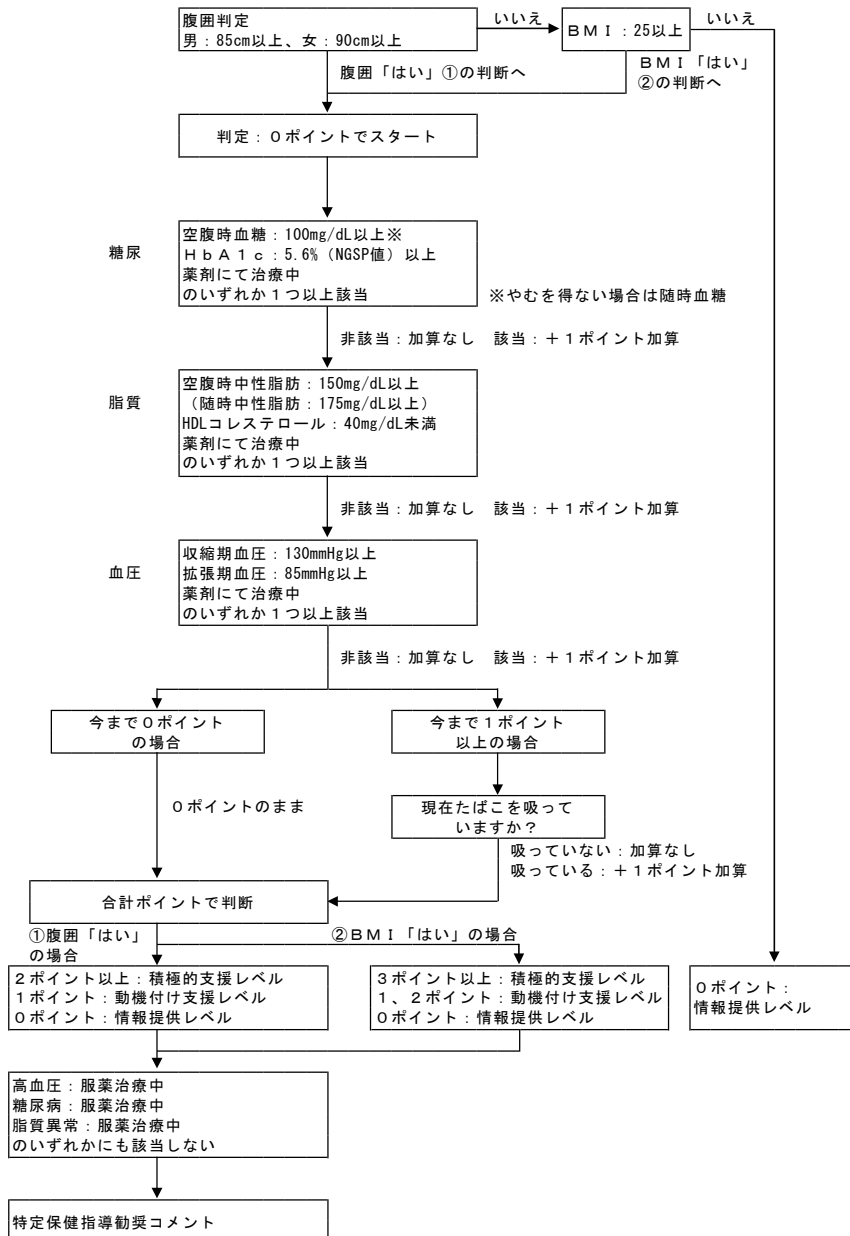 腹囲判定
男：85cm以上、女：90cm以上
いいえ
ＢＭＩ：25以上
いいえ
腹囲「はい」①の判断へ
ＢＭＩ「はい」
②の判断へ
判定：０ポイントでスタート
糖尿
空腹時血糖：100mg/dL以上※
ＨｂＡ１ｃ：5.6%（NGSP値）以上
薬剤にて治療中
のいずれか１つ以上該当
※やむを得ない場合は随時血糖
非該当：加算なし　該当：＋１ポイント加算
脂質
空腹時中性脂肪：150mg/dL以上
（随時中性脂肪：175mg/dL以上）
HDLコレステロール：40mg/dL未満
薬剤にて治療中
のいずれか１つ以上該当
非該当：加算なし　該当：＋１ポイント加算
血圧
収縮期血圧：130mmHg以上
拡張期血圧：85mmHg以上
薬剤にて治療中
のいずれか１つ以上該当
非該当：加算なし　該当：＋１ポイント加算
今まで０ポイント
の場合
今まで１ポイント
以上の場合
０ポイントのまま
現在たばこを吸って
いますか？
吸っていない：加算なし
吸っている：＋１ポイント加算
合計ポイントで判断
①腹囲「はい」
の場合
②ＢＭＩ「はい」の場合
２ポイント以上：積極的支援レベル
１ポイント：動機付け支援レベル
０ポイント：情報提供レベル
３ポイント以上：積極的支援レベル
１、２ポイント：動機付け支援レベル
０ポイント：情報提供レベル
０ポイント：
情報提供レベル
高血圧：服薬治療中
糖尿病：服薬治療中
脂質異常：服薬治療中
のいずれかにも該当しない
特定保健指導勧奨コメント